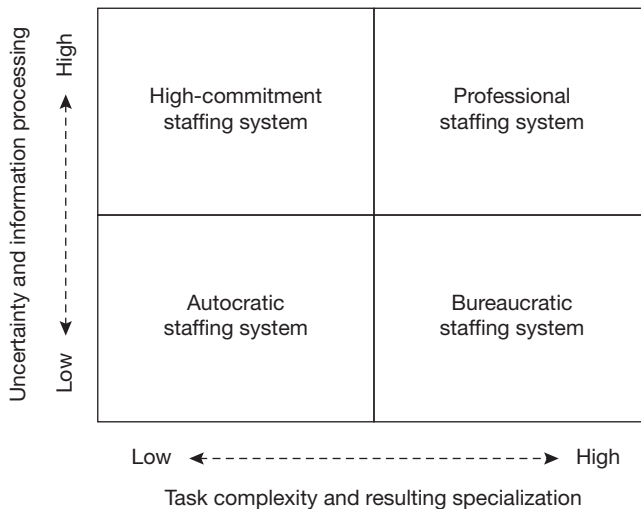 Uncertainty and information processing
High
Low
High-commitment
staffing system
Professional
staffing system
Autocratic
staffing system
Bureaucratic
staffing system
Low
High
Task complexity and resulting specialization